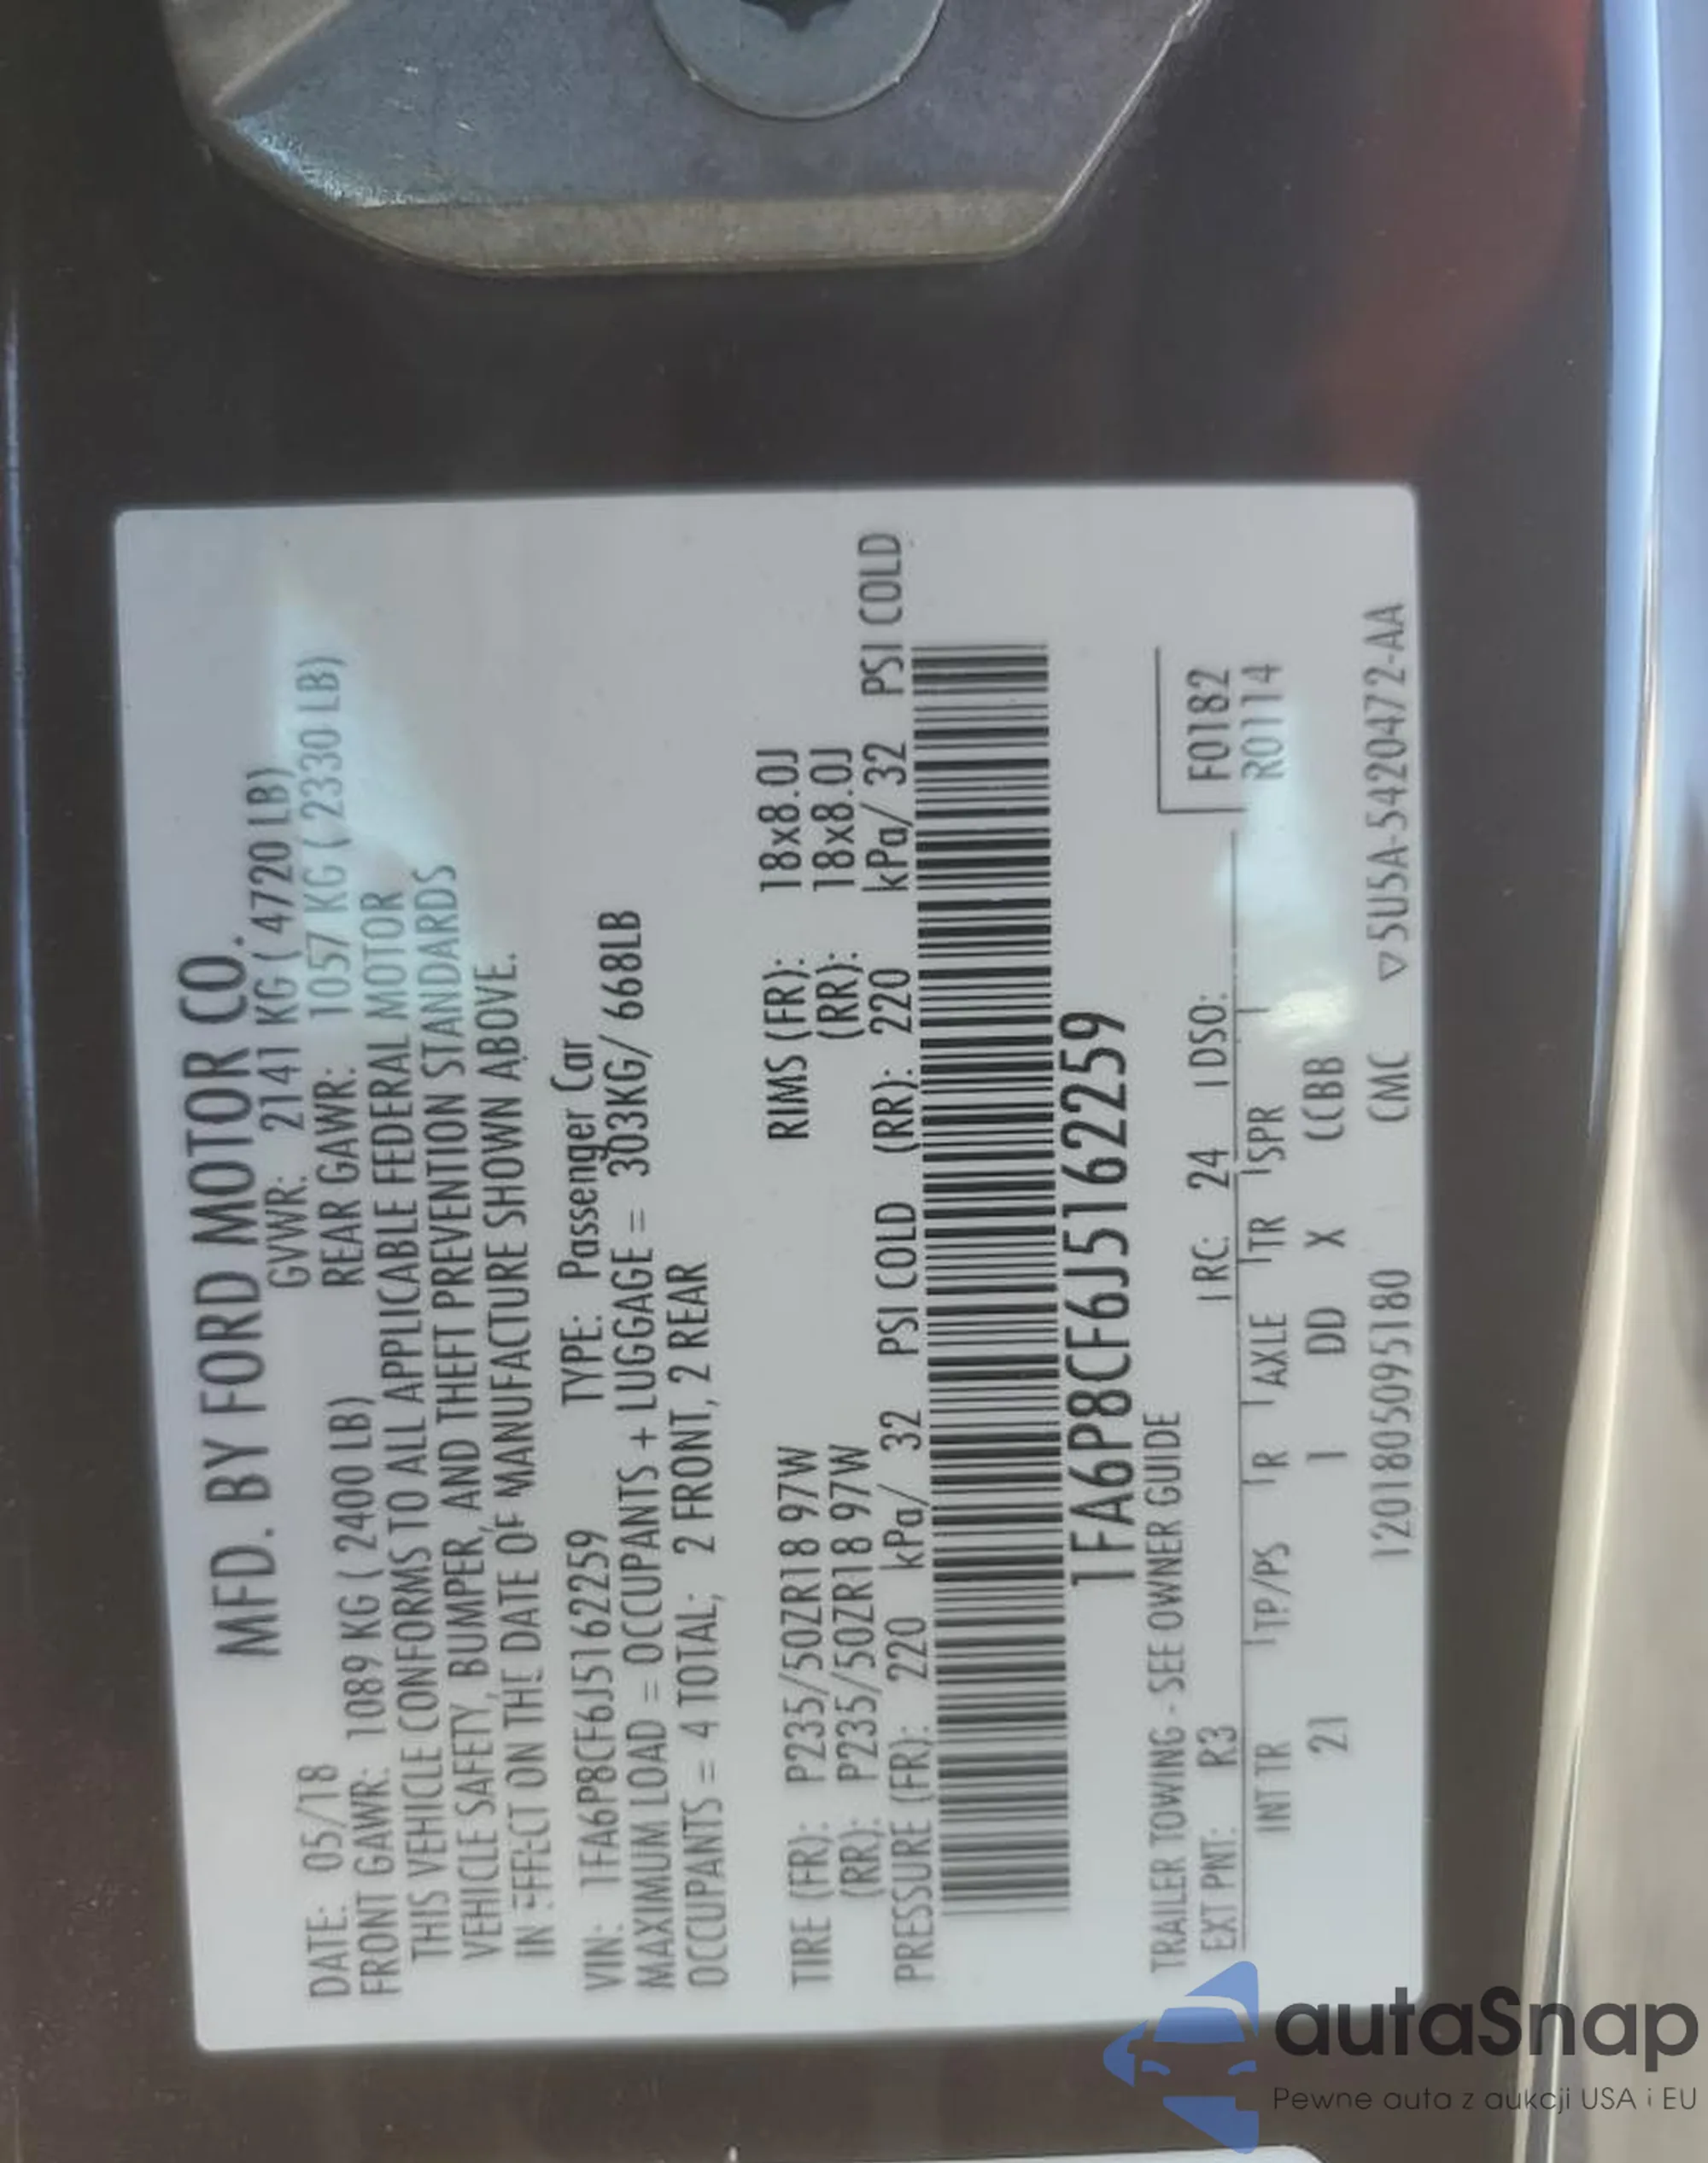 MFD. BY FORD MOTOR CO.
DATE: 05/18 GVWR: 2141 KG ( 4720 LB)
FRONT GAWR: 1089 KG ( 2400 LB) REAR GAWR: 1057 KG ( 2330 LB)
THIS VEHICLE CONFORMS TO ALL APPLICABLE FEDERAL MOTOR
VEHICLE SAFETY, BUMPER, AND THEFT PREVENTION STANDARDS
IN EFFECT ON THE DATE OF MANUFACTURE SHOWN ABOVE.
VIN: 1FA6P8CF6J5162259 TYPE: Passenger Car
MAXIMUM LOAD = OCCUPANTS + LUGGAGE = 303KG/ 668LB
OCCUPANTS = 4 TOTAL; 2 FRONT, 2 REAR
TIRE (FR): P235/50ZR18 97W RIMS (FR): 18x8.0J
(RR): P235/50ZR18 97W (RR): 18x8.0J
PRESSURE (FR): 220 kPa/ 32 PSI COLD (RR): 220 kPa/ 32 PSI COLD
1FA6P8CF6J5162259
TRAILER TOWING - SEE OWNER GUIDE
EXT PNT: R3 RC: 24 DSO: F0182
INT TR TP/PS R AXLE TR SPR R0114
21 I DD X CCBB
12018050951 80 CMC ▽5U5A-5420472-AA
autaSnap
Pewne auta z aukcji USA i EU